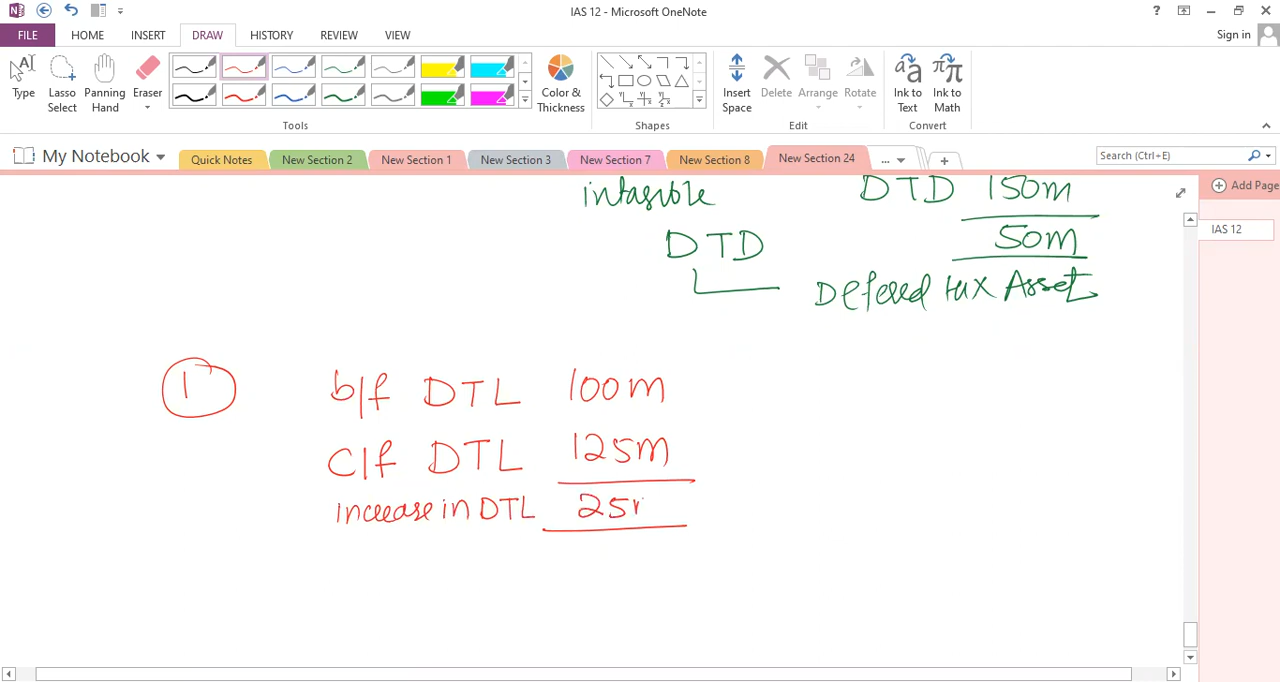 IAS 12 - Microsoft OneNote
? 
Sign in
FILE HOME INSERT DRAW HISTORY REVIEW VIEW
Type
Lasso Select
Panning Hand
Eraser
Color & Thickness
Insert Space
Delete
Arrange
Rotate
Ink to Text
Ink to Math
Tools
Shapes
Edit
Convert
My Notebook
Quick Notes
New Section 2
New Section 1
New Section 3
New Section 7
New Section 8
New Section 24
...
Search (Ctrl+E)
Add Page
IAS 12
intasible DTD 150m
DTD 50m
Defered tax Asset
1 b/f DTL 100m
c/f DTL 125m
increase in DTL 25